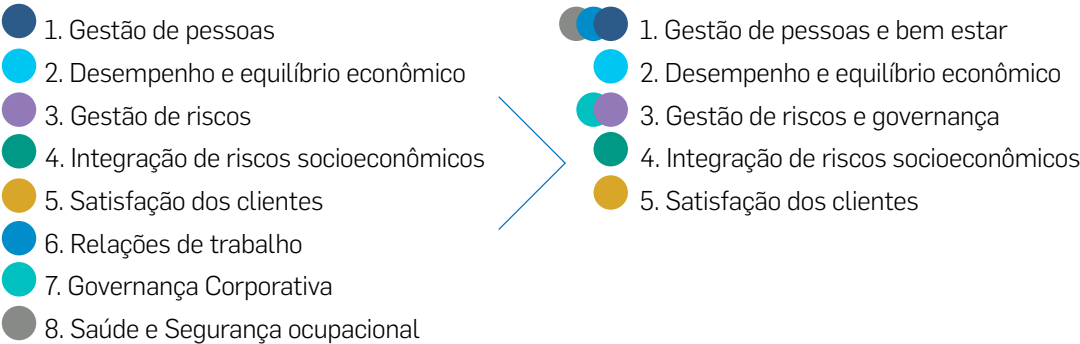 1. Gestão de pessoas
2. Desempenho e equilíbrio econômico
3. Gestão de riscos
4. Integração de riscos socioeconômicos
5. Satisfação dos clientes
6. Relações de trabalho
7. Governança Corporativa
8. Saúde e Segurança ocupacional
1. Gestão de pessoas e bem estar
2. Desempenho e equilíbrio econômico
3. Gestão de riscos e governança
4. Integração de riscos socioeconômicos
5. Satisfação dos clientes